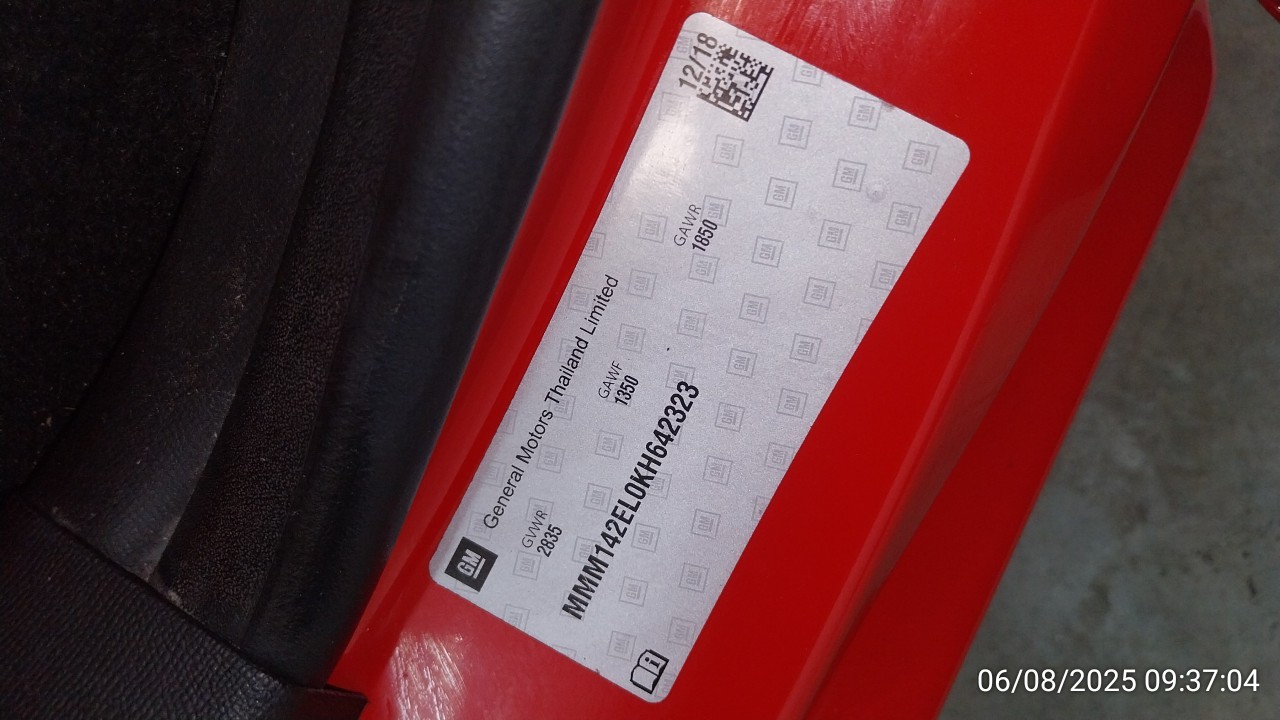 12/18
GM General Motors Thailand Limited
GVWR GAWF GAWR
2835 1350 1850
MMM142EL0KH642323
06/08/2025 09:37:04